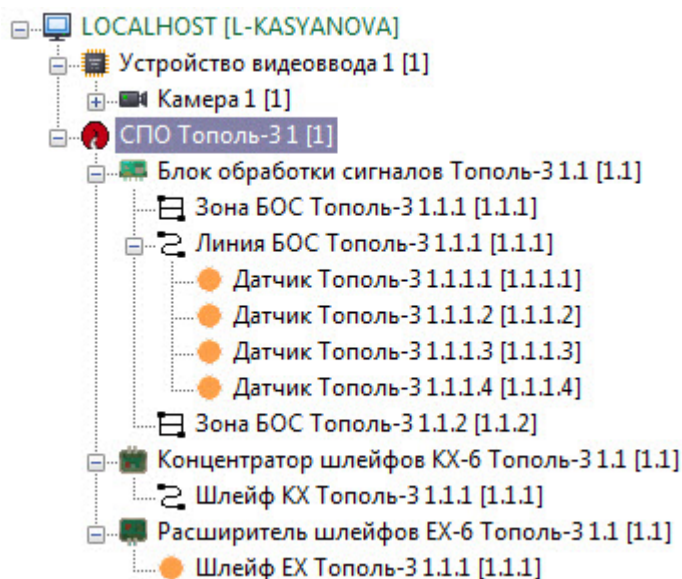 LOCALHOST [L-KASYANOVA]
Устройство видеоввода 1 [1]
Камера 1 [1]
СПО Тополь-3 1 [1]
Блок обработки сигналов Тополь-3 1.1 [1.1]
Зона БОС Тополь-3 1.1.1 [1.1.1]
Линия БОС Тополь-3 1.1.1 [1.1.1]
Датчик Тополь-3 1.1.1.1 [1.1.1.1]
Датчик Тополь-3 1.1.1.2 [1.1.1.2]
Датчик Тополь-3 1.1.1.3 [1.1.1.3]
Датчик Тополь-3 1.1.1.4 [1.1.1.4]
Зона БОС Тополь-3 1.1.2 [1.1.2]
Концентратор шлейфов КХ-6 Тополь-3 1.1 [1.1]
Шлейф КХ Тополь-3 1.1.1 [1.1.1]
Расширитель шлейфов ЕХ-6 Тополь-3 1.1 [1.1]
Шлейф ЕХ Тополь-3 1.1.1 [1.1.1]